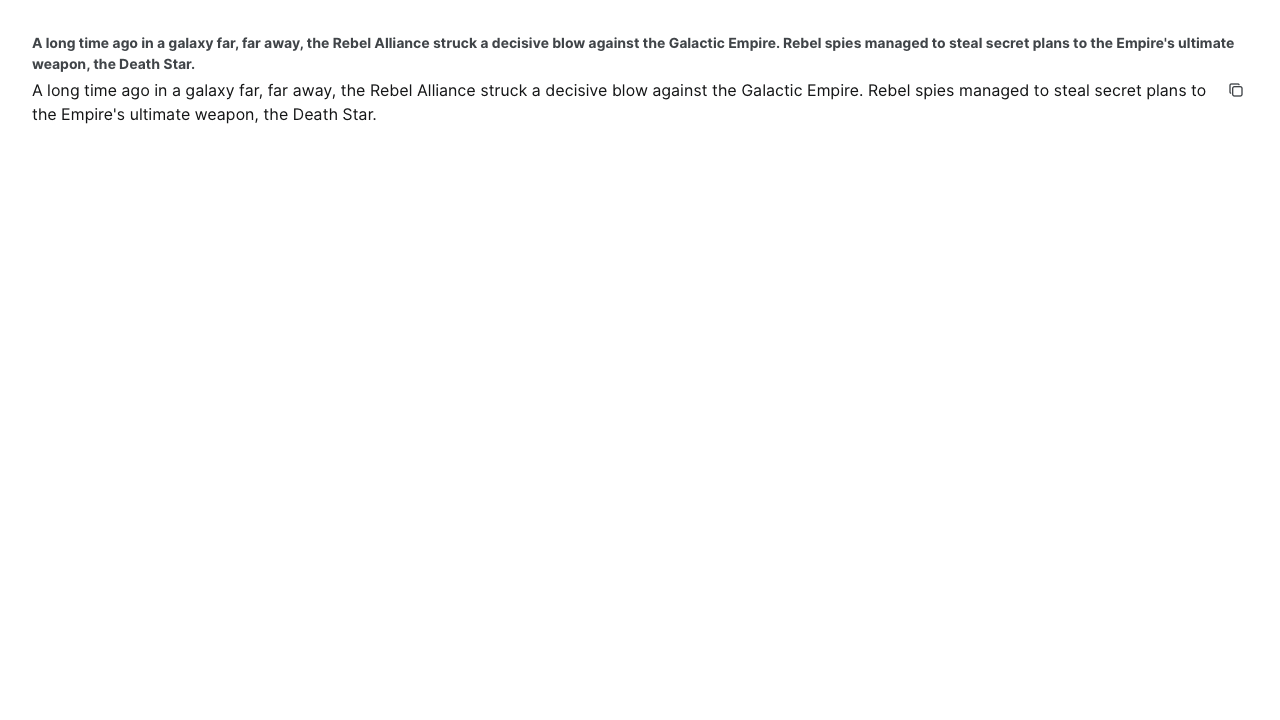 A long time ago in a galaxy far, far away, the Rebel Alliance struck a decisive blow against the Galactic Empire. Rebel spies managed to steal secret plans to the Empire's ultimate
weapon, the Death Star.
A long time ago in a galaxy far, far away, the Rebel Alliance struck a decisive blow against the Galactic Empire. Rebel spies managed to steal secret plans to
the Empire's ultimate weapon, the Death Star.